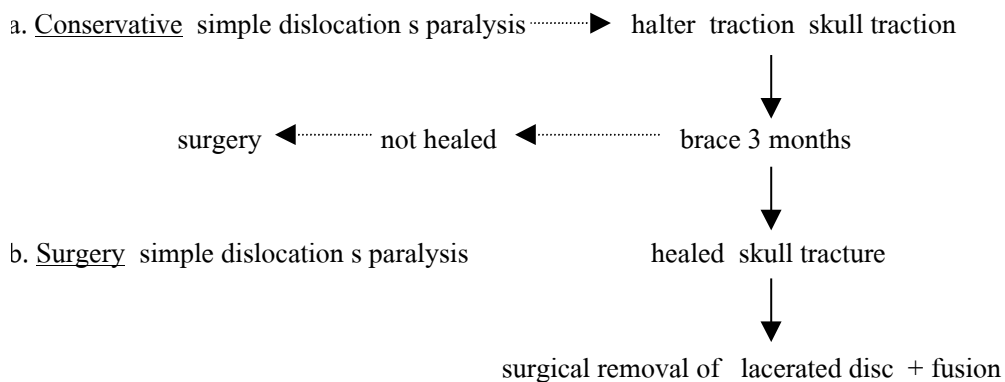 a. Conservative simple dislocation s paralysis halter traction skull traction
surgery not healed brace 3 months
b. Surgery simple dislocation s paralysis healed skull tracture
surgical removal of lacerated disc + fusion